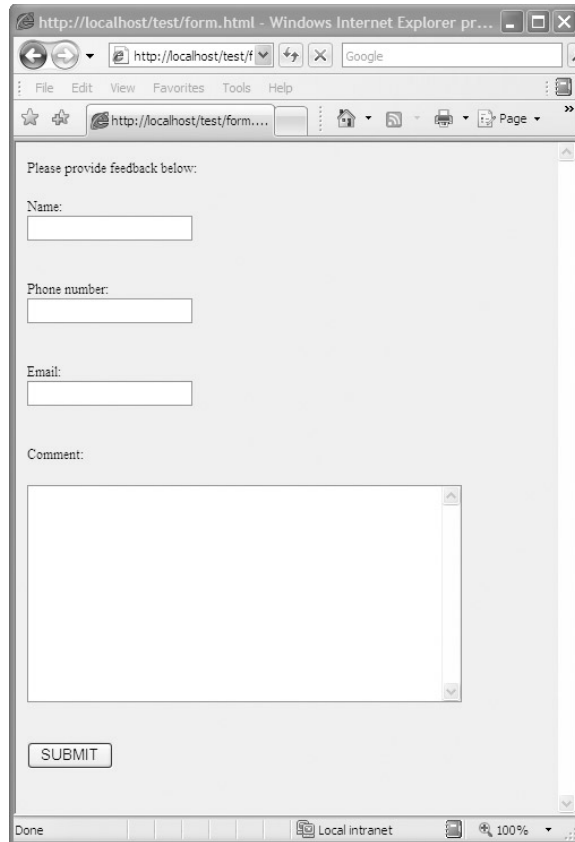 http://localhost/test/form.html - Windows Internet Explorer pr...
http://localhost/test/f
Google
File Edit View Favorites Tools Help
http://localhost/test/form....
Page
Please provide feedback below:
Name:
Phone number:
Email:
Comment:
SUBMIT
Done
Local intranet
100%